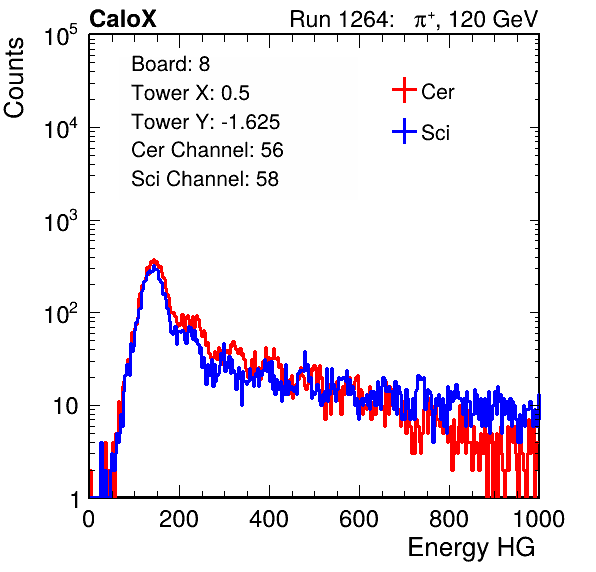 CaloX Run 1264: π⁺, 120 GeV
Counts
10⁵
10⁴
10³
10²
10
1
Board: 8
Tower X: 0.5
Tower Y: -1.625
Cer Channel: 56
Sci Channel: 58
Cer
Sci
0 200 400 600 800 1000
Energy HG